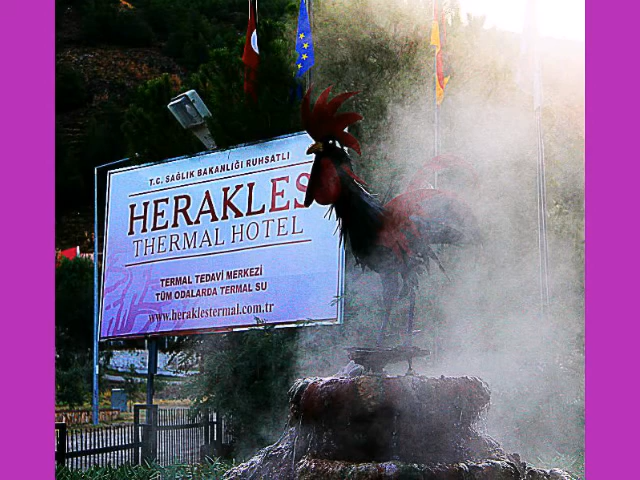 T.C. SAĞLIK BAKANLIĞI RUHSATLI
HERAKLES
THERMAL HOTEL
TERMAL TEDAVİ MERKEZİ
TÜM ODALARDA TERMAL SU
www.heraklestermal.com.tr